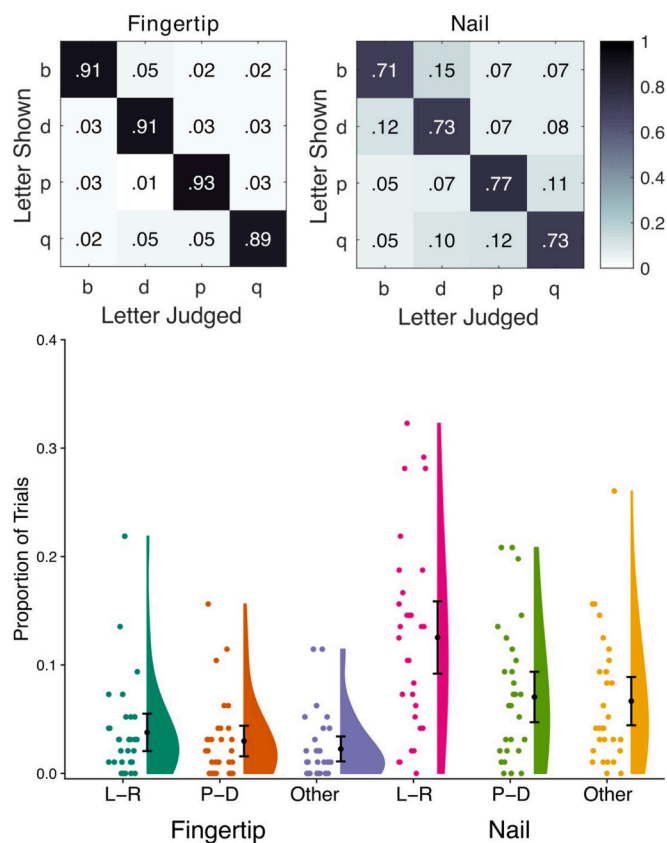 Fingertip
Nail
Letter Shown
b .91 .05 .02 .02
d .03 .91 .03 .03
p .03 .01 .93 .03
q .02 .05 .05 .89
b d p q
Letter Judged
Letter Shown
b .71 .15 .07 .07
d .12 .73 .07 .08
p .05 .07 .77 .11
q .05 .10 .12 .73
b d p q
Letter Judged
1
0.8
0.6
0.4
0.2
0
Proportion of Trials
0.4
0.3
0.2
0.1
0.0
L–R P–D Other L–R P–D Other
Fingertip Nail